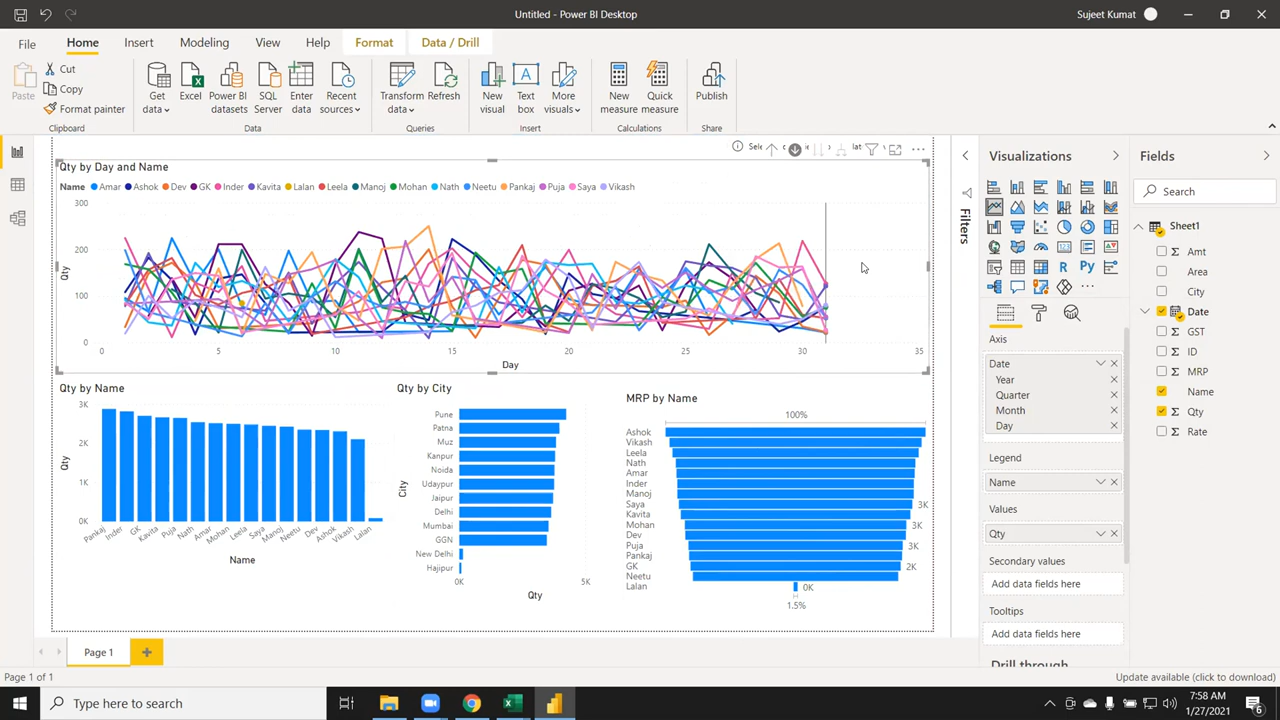 Untitled - Power BI Desktop
Sujeet Kumat
File Home Insert Modeling View Help Format Data / Drill
Paste
Cut
Copy
Format painter
Get data
Excel
Power BI datasets
SQL Server
Enter data
Recent sources
Transform data
Refresh
New visual
Text box
More visuals
New measure
Quick measure
Publish
Clipboard Data Queries Insert Calculations Share
Qty by Day and Name
Name Amar Ashok Dev GK Inder Kavita Lalan Leela Manoj Mohan Nath Neetu Pankaj Puja Saya Vikash
300
200
100
0
Qty
0 5 10 15 20 25 30 35
Day
Qty by Name
3K
2K
1K
0K
Qty
Pankaj Inder GK Kavita Puja Nath Amar Mohan Leela Saya Manoj Neetu Dev Ashok Vikash Lalan
Name
Qty by City
City
Pune
Patna
Muz
Kanpur
Noida
Udaypur
Jaipur
Delhi
Mumbai
GGN
New Delhi
Hajipur
0K 5K
Qty
MRP by Name
100%
Ashok
Vikash
Leela
Nath
Amar
Inder
Manoj
Saya 3K
Kavita
Mohan 3K
Dev
Puja 3K
Pankaj
GK 2K
Neetu
Lalan 0K
1.5%
Filters
Visualizations
R Py
Axis
Date
Year
Quarter
Month
Day
Legend
Name
Values
Qty
Secondary values
Add data fields here
Tooltips
Add data fields here
Drill through
Fields
Search
Sheet1
Amt
Area
City
Date
GST
ID
MRP
Name
Qty
Rate
Page 1
Page 1 of 1
Update available (click to download)
Type here to search
7:58 AM
1/27/2021
6